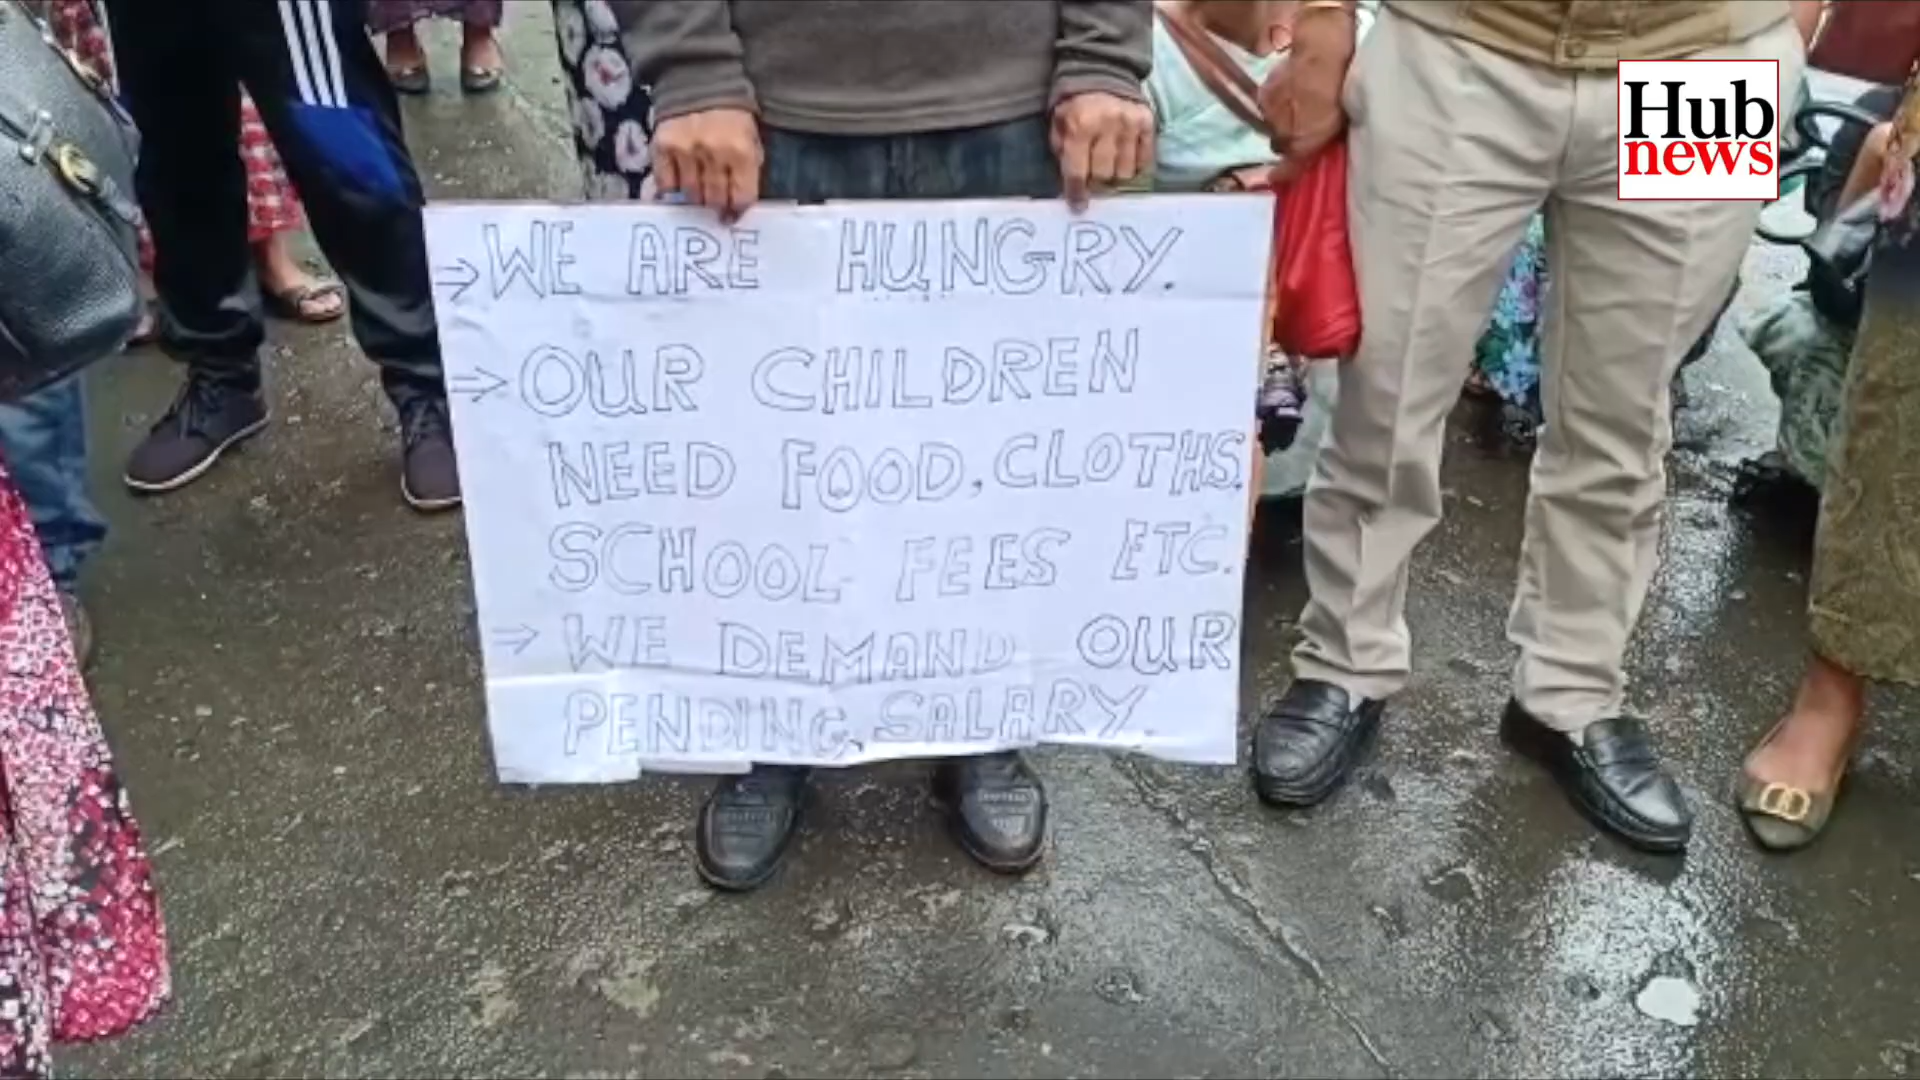 Hub
news
→WE ARE HUNGRY.
→OUR CHILDREN
NEED FOOD, CLOTHS,
SCHOOL FEES ETC.
→WE DEMAND OUR
PENDING SALARY.